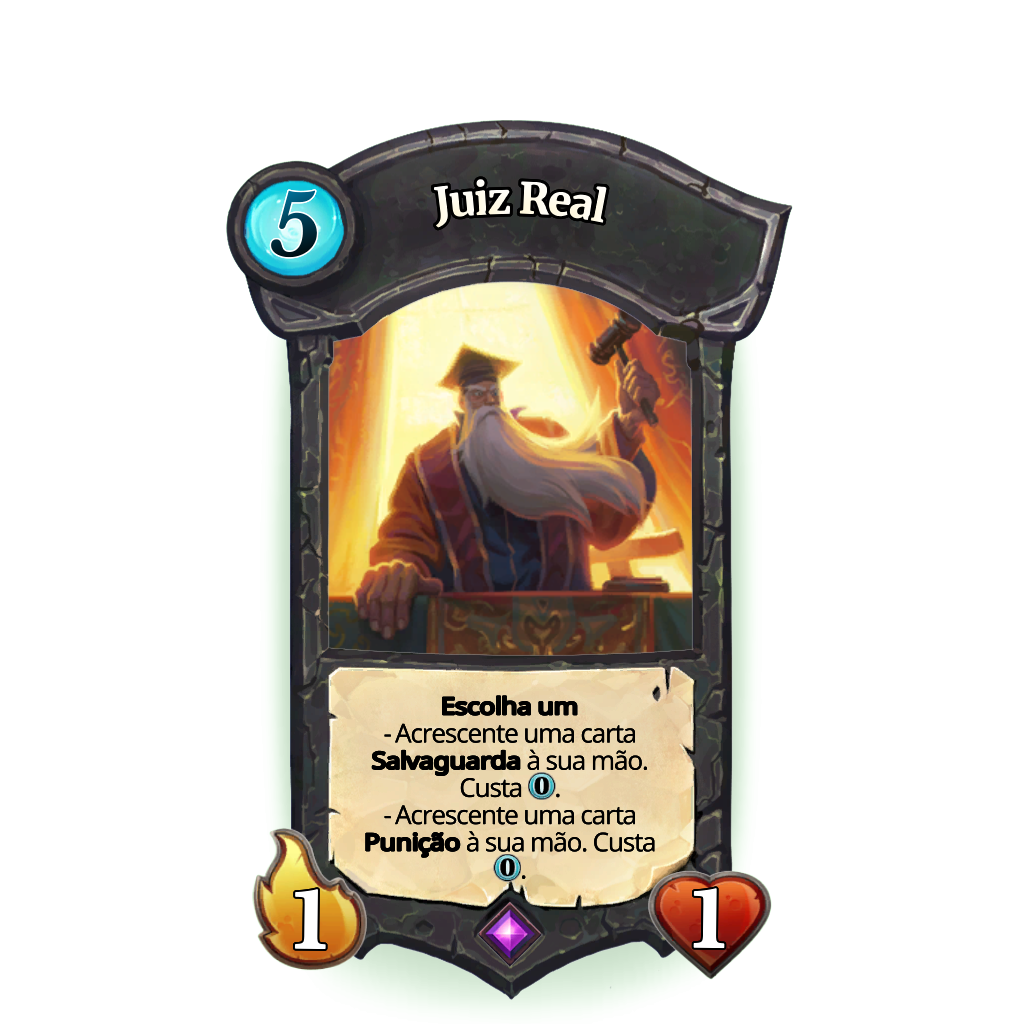 5
Juiz Real
Escolha um
- Acrescente uma carta
Salvaguarda à sua mão.
Custa 0.
- Acrescente uma carta
Punição à sua mão. Custa
0.
1
1